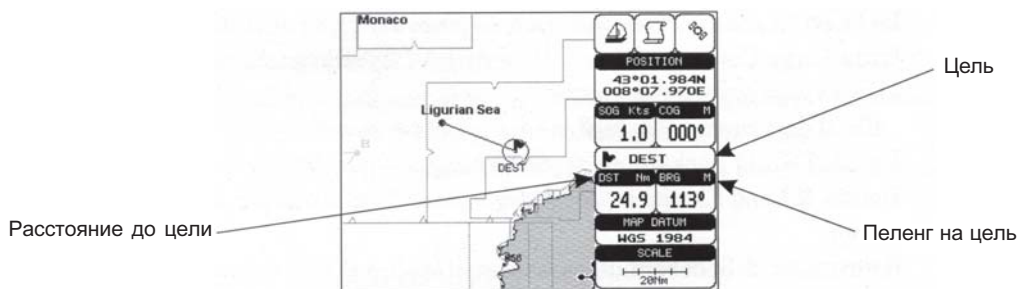 Monaco
Ligurian Sea
DEST
POSITION
43°01.984N
008°07.970E
SOG Kts COG M
1.0 000°
DEST
DST Nm BRG M
24.9 113°
MAP DATUM
WGS 1984
SCALE
20Nm
Цель
Расстояние до цели
Пеленг на цель